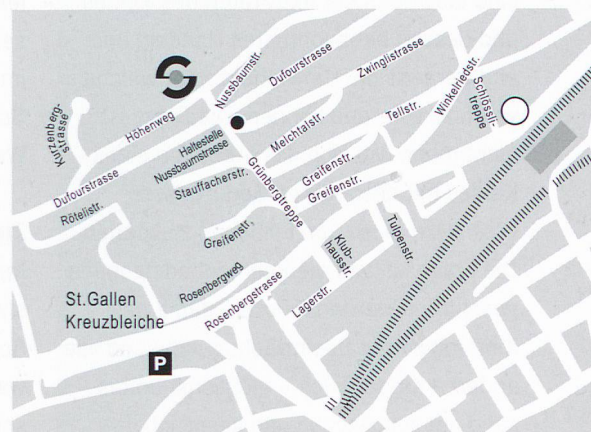 Nussbaumstr.
Dufourstrasse
Zwinglistrasse
Winkelriedstr.
Schlössli-
treppe
Kurzenberg-
strasse
Höhenweg
Haltestelle
Nussbaumstrasse
Melchtalstr.
Tellstr.
Dufourstrasse
Stauffacherstr.
Grünbergtreppe
Greifenstr.
Greifenstr.
Rötelistr.
Greifenstr.
Tulpenstr.
Klub-
hausstr.
Rosenbergweg
St.Gallen
Kreuzbleiche
Rosenbergstrasse
Lagerstr.
P